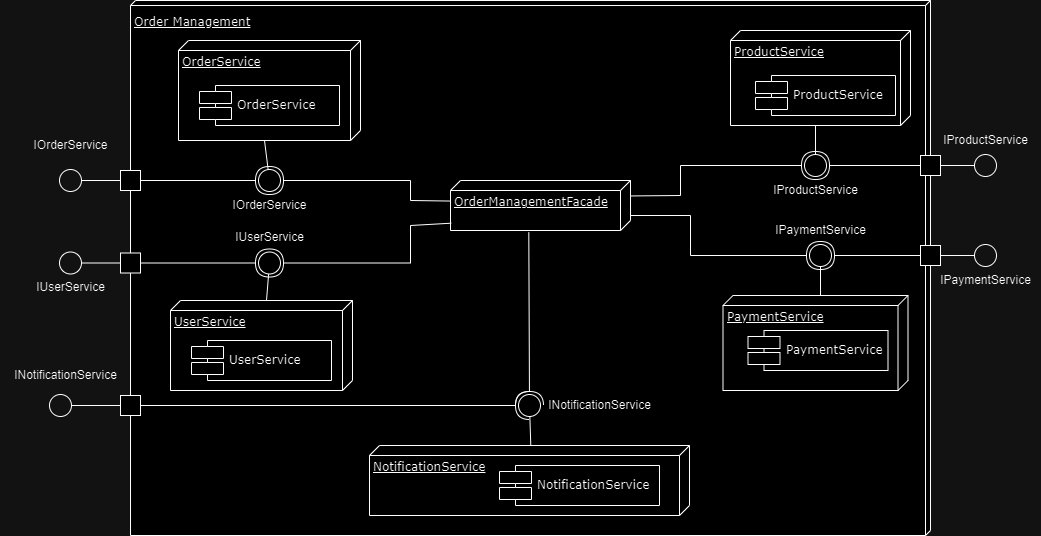 Order Management
OrderService
OrderService
ProductService
ProductService
IOrderService
IProductService
IOrderService
IProductService
OrderManagementFacade
IUserService
IPaymentService
IUserService
IPaymentService
UserService
UserService
PaymentService
PaymentService
INotificationService
INotificationService
NotificationService
NotificationService